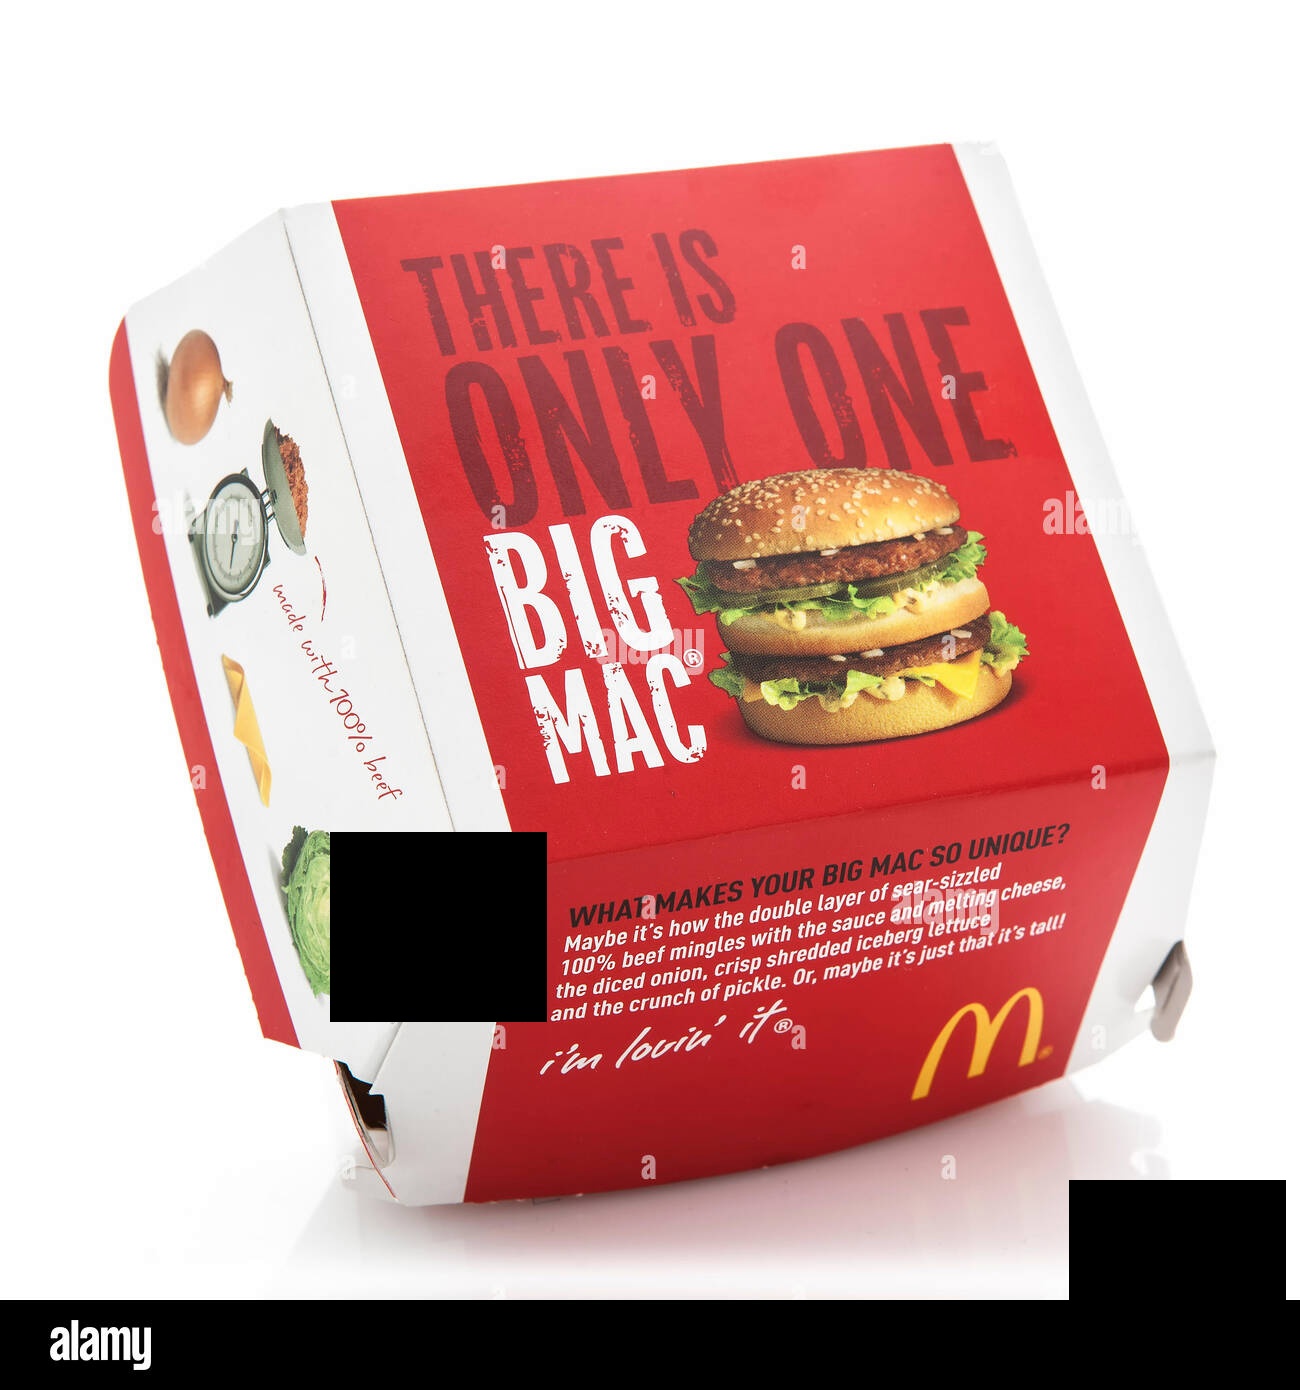 THERE IS
ONLY ONE
BIG
MAC®
made with 100% beef
WHAT MAKES YOUR BIG MAC SO UNIQUE?
Maybe it's how the double layer of sear-sizzled
100% beef mingles with the sauce and melting cheese,
the diced onion, crisp shredded iceberg lettuce
and the crunch of pickle. Or, maybe it's just that it's tall!
i'm lovin' it®
M®
alamy